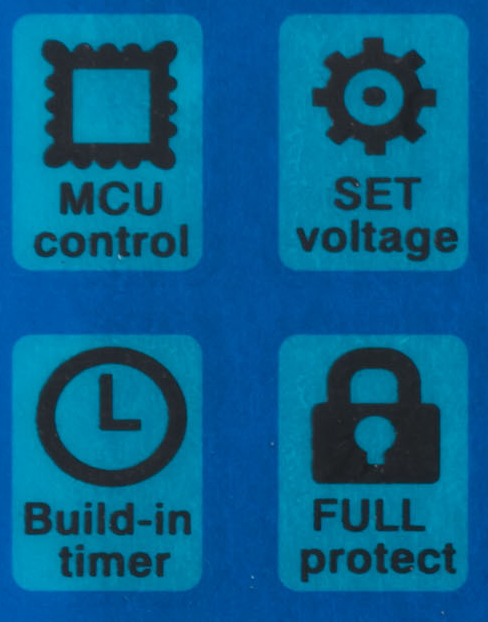 MCU
control
SET
voltage
Build-in
timer
FULL
protect